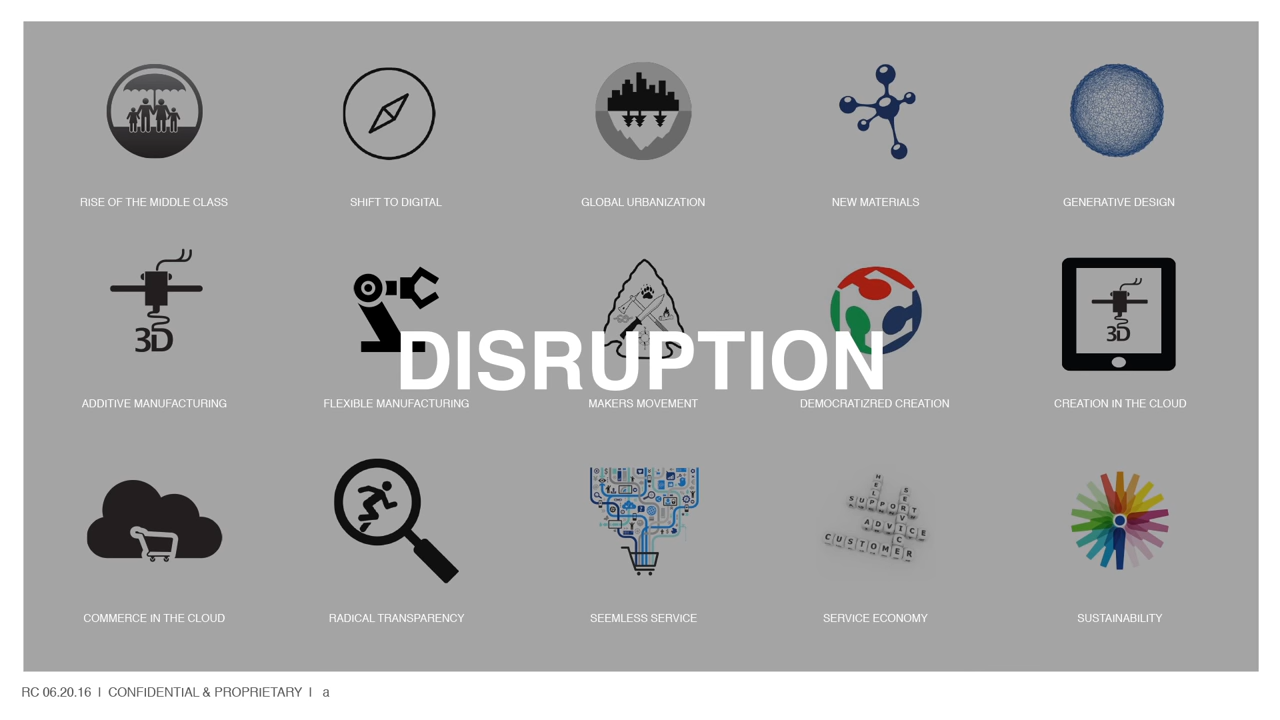 RISE OF THE MIDDLE CLASS
SHIFT TO DIGITAL
GLOBAL URBANIZATION
NEW MATERIALS
GENERATIVE DESIGN
3D
3D
DISRUPTION
ADDITIVE MANUFACTURING
FLEXIBLE MANUFACTURING
MAKERS MOVEMENT
DEMOCRATIZRED CREATION
CREATION IN THE CLOUD
HELP
SERVICE
SUPPORT
ADVICE
CUSTOMER
COMMERCE IN THE CLOUD
RADICAL TRANSPARENCY
SEEMLESS SERVICE
SERVICE ECONOMY
SUSTAINABILITY
RC 06.20.16 I CONFIDENTIAL & PROPRIETARY I a